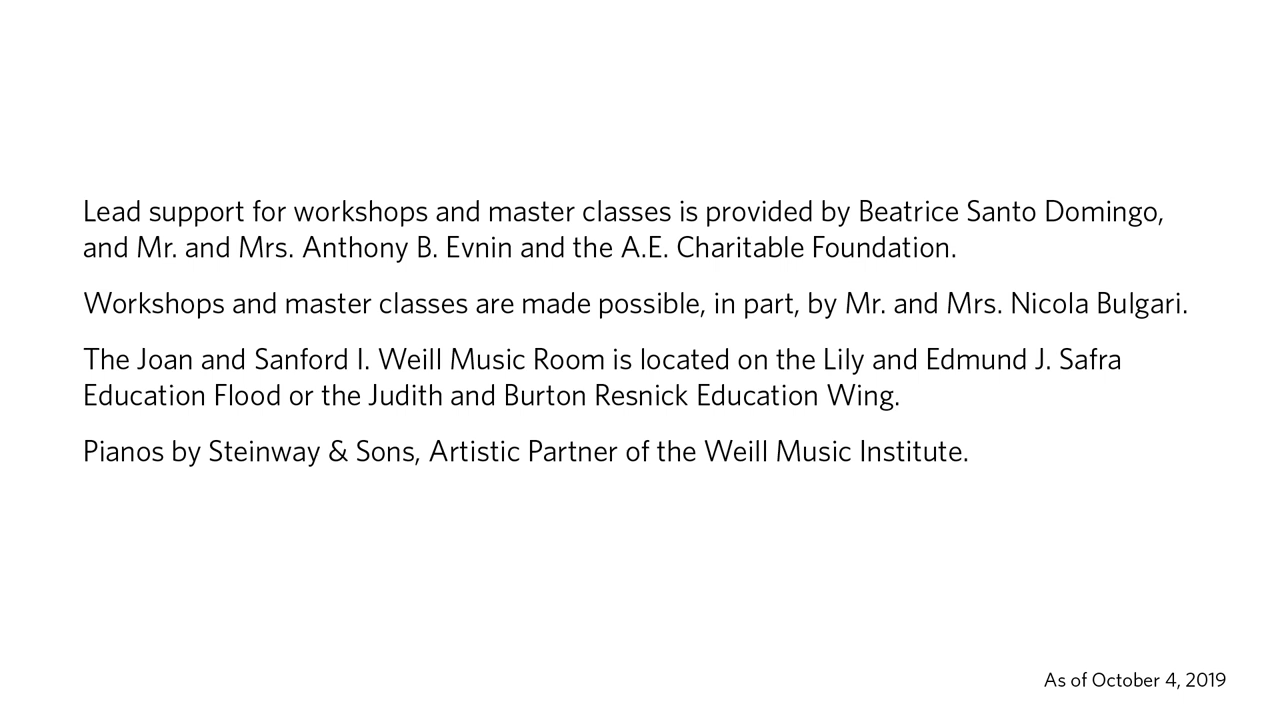 Lead support for workshops and master classes is provided by Beatrice Santo Domingo,
and Mr. and Mrs. Anthony B. Evnin and the A.E. Charitable Foundation.
Workshops and master classes are made possible, in part, by Mr. and Mrs. Nicola Bulgari.
The Joan and Sanford I. Weill Music Room is located on the Lily and Edmund J. Safra
Education Flood or the Judith and Burton Resnick Education Wing.
Pianos by Steinway & Sons, Artistic Partner of the Weill Music Institute.
As of October 4, 2019